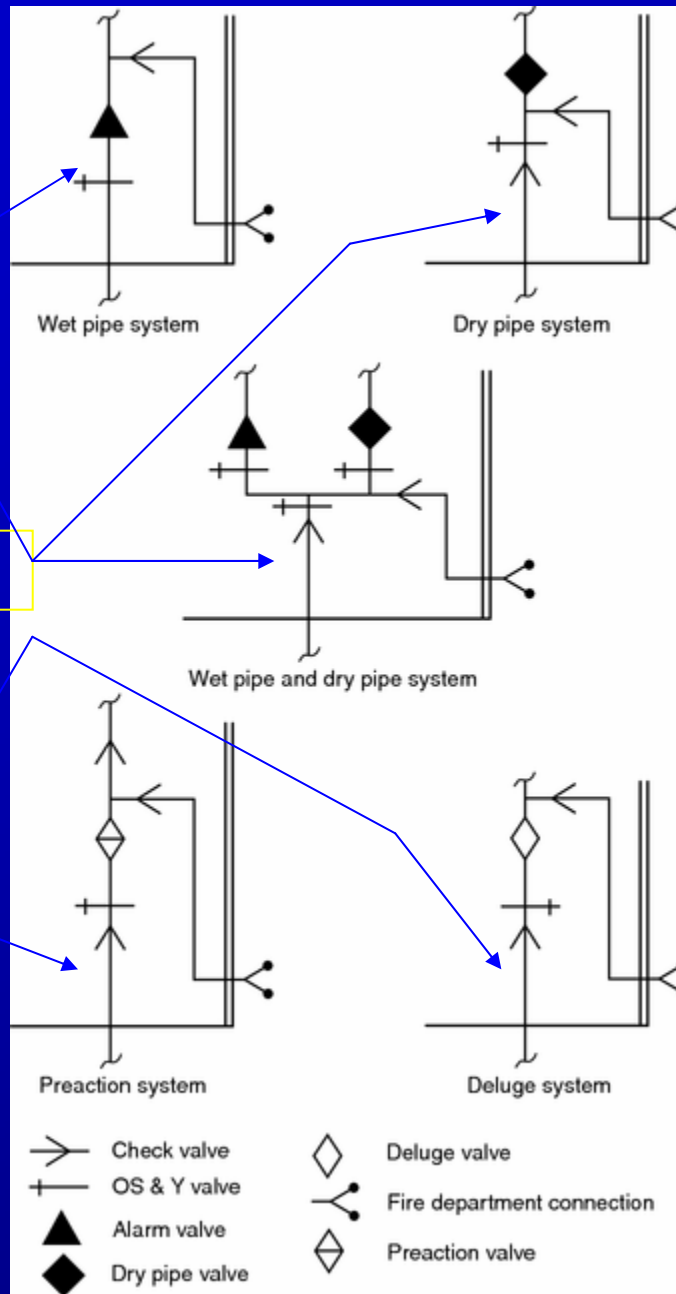 Wet pipe system
Dry pipe system
Wet pipe and dry pipe system
Preaction system
Deluge system
Check valve
OS & Y valve
Alarm valve
Dry pipe valve
Deluge valve
Fire department connection
Preaction valve